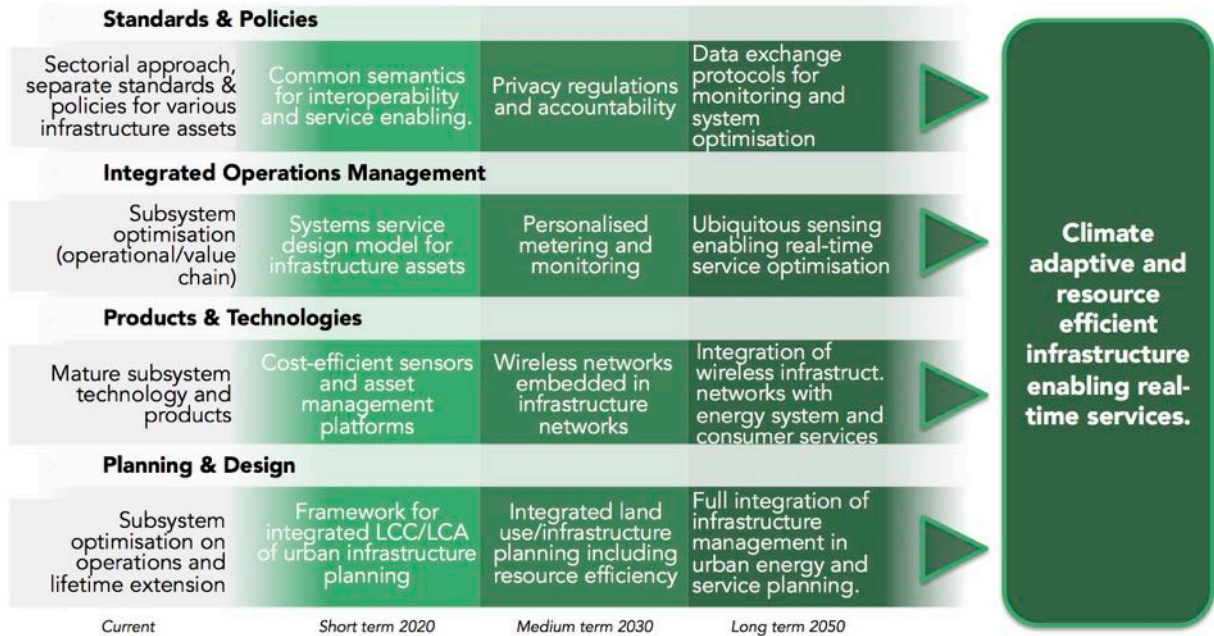 Standards & Policies
Sectorial approach,
separate standards &
policies for various
infrastructure assets
Common semantics
for interoperability
and service enabling.
Privacy regulations
and accountability
Data exchange
protocols for
monitoring and
system
optimisation
Integrated Operations Management
Subsystem
optimisation
(operational/value
chain)
Systems service
design model for
infrastructure assets
Personalised
metering and
monitoring
Ubiquitous sensing
enabling real-time
service optimisation
Products & Technologies
Mature subsystem
technology and
products
Cost-efficient sensors
and asset
management
platforms
Wireless networks
embedded in
infrastructure
networks
Integration of
wireless infrastruct.
networks with
energy system and
consumer services
Planning & Design
Subsystem
optimisation on
operations and
lifetime extension
Framework for
integrated LCC/LCA
of urban infrastructure
planning
Integrated land
use/infrastructure
planning including
resource efficiency
Full integration of
infrastructure
management in
urban energy and
service planning.
Climate
adaptive and
resource
efficient
infrastructure
enabling real-
time services.
Current
Short term 2020
Medium term 2030
Long term 2050